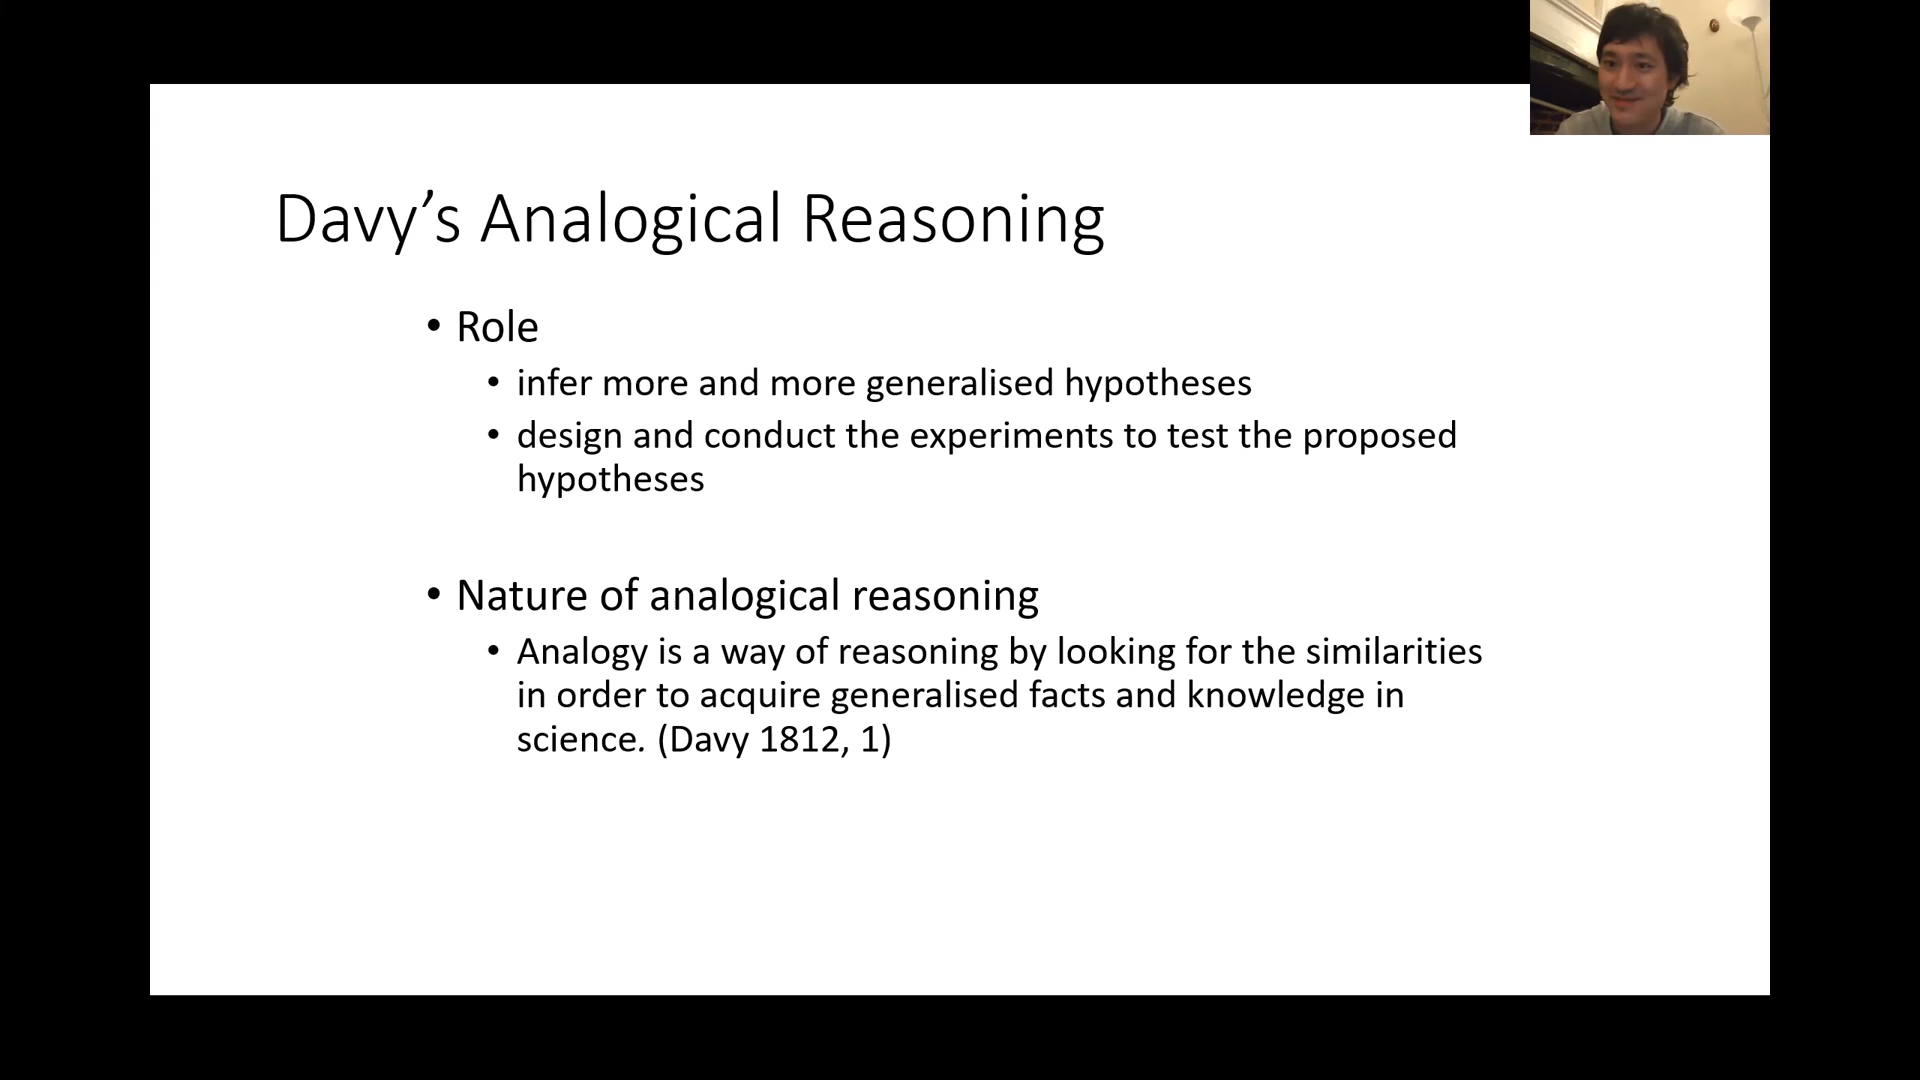 Davy’s Analogical Reasoning
• Role
• infer more and more generalised hypotheses
• design and conduct the experiments to test the proposed
hypotheses
• Nature of analogical reasoning
• Analogy is a way of reasoning by looking for the similarities
in order to acquire generalised facts and knowledge in
science. (Davy 1812, 1)